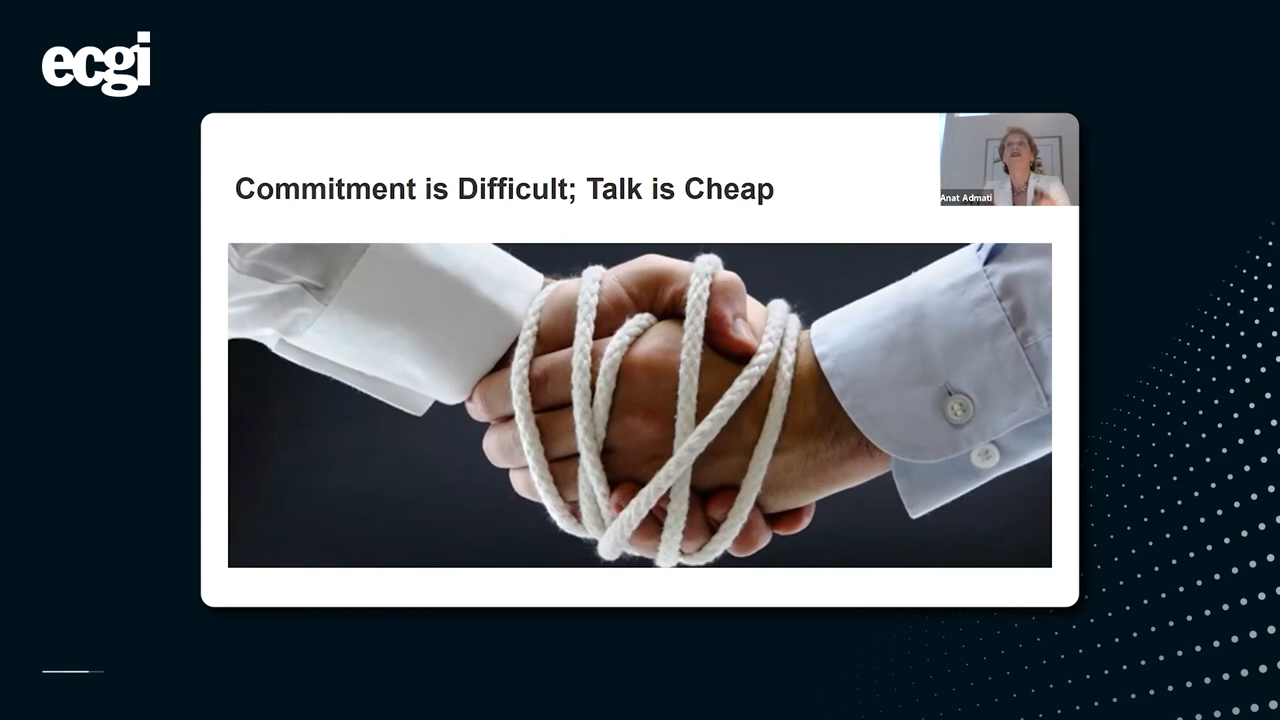 ecgi
Commitment is Difficult; Talk is Cheap
Anat Admati